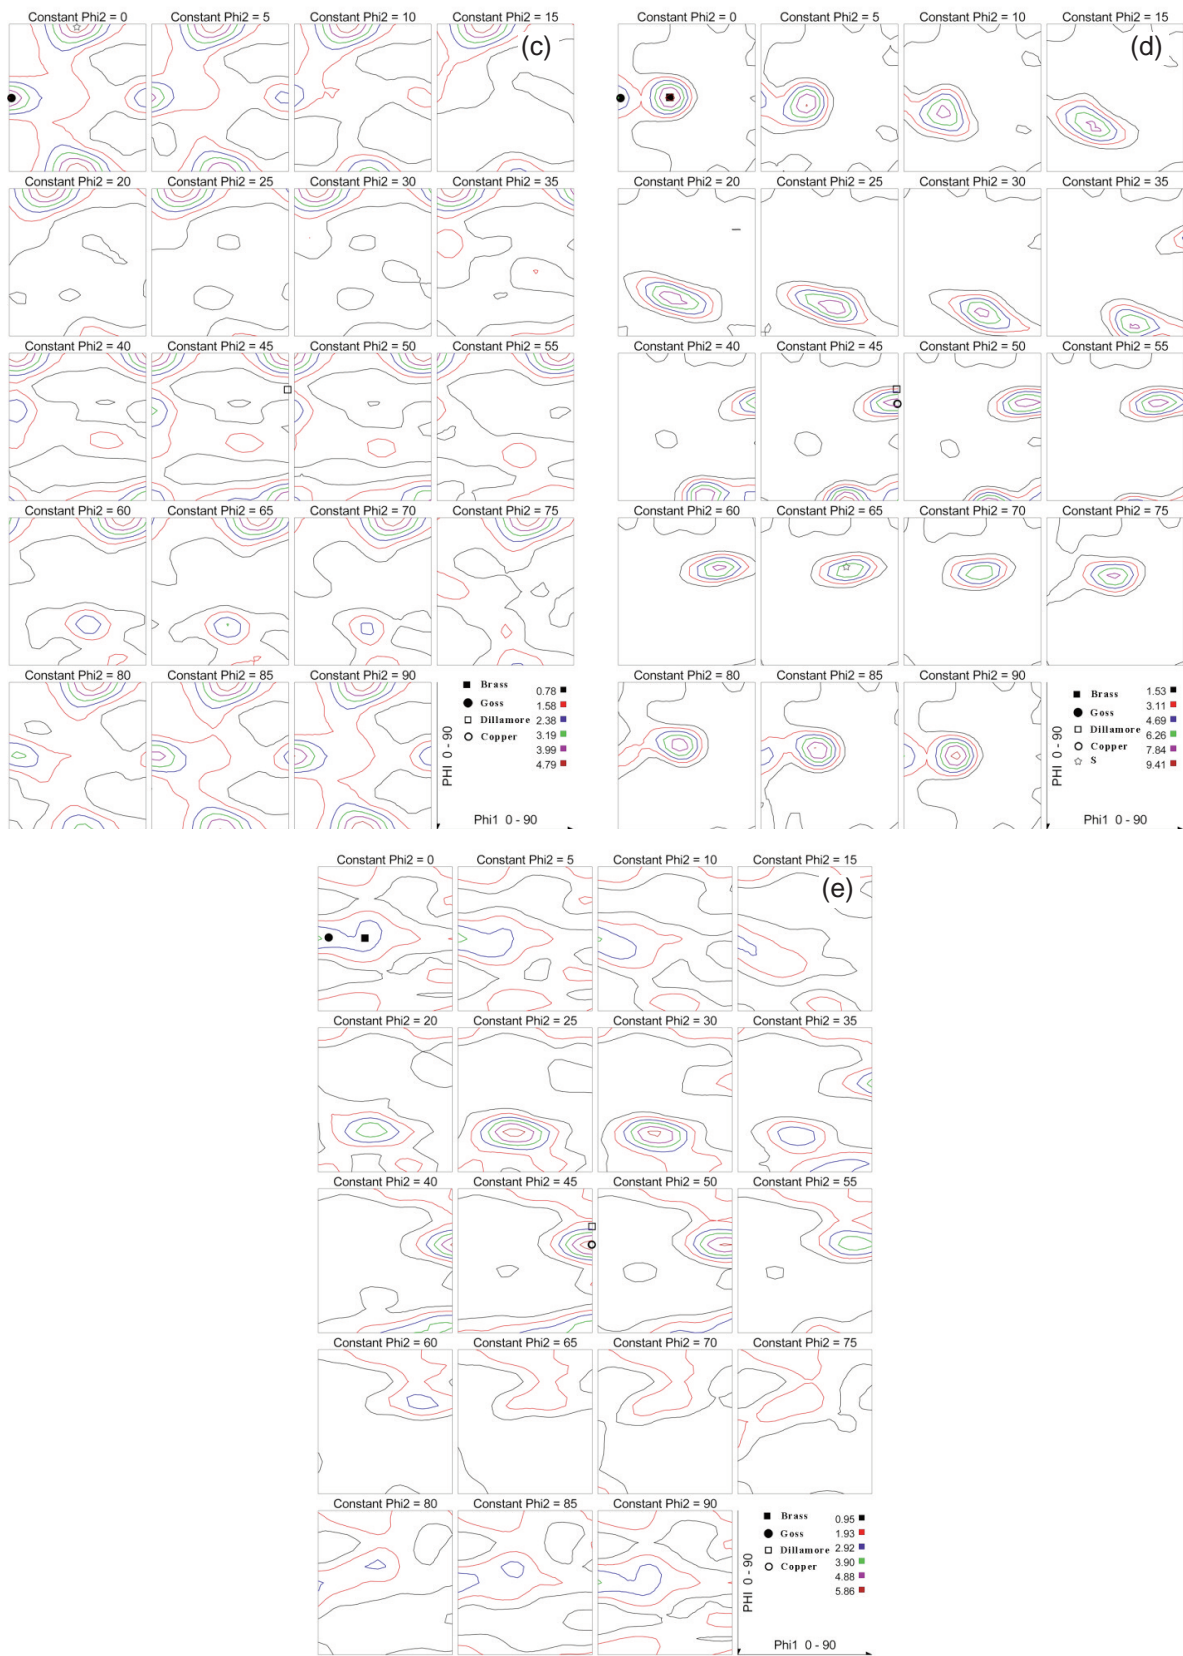 Constant Phi2 = 0 Constant Phi2 = 5 Constant Phi2 = 10 Constant Phi2 = 15
(c)
Constant Phi2 = 20 Constant Phi2 = 25 Constant Phi2 = 30 Constant Phi2 = 35
Constant Phi2 = 40 Constant Phi2 = 45 Constant Phi2 = 50 Constant Phi2 = 55
Constant Phi2 = 60 Constant Phi2 = 65 Constant Phi2 = 70 Constant Phi2 = 75
Constant Phi2 = 80 Constant Phi2 = 85 Constant Phi2 = 90
Brass
Goss
Dillamore
Copper
0.78
1.58
2.38
3.19
3.99
4.79
PHI 0 - 90
Phi1 0 - 90
Constant Phi2 = 0 Constant Phi2 = 5 Constant Phi2 = 10 Constant Phi2 = 15
(d)
Constant Phi2 = 20 Constant Phi2 = 25 Constant Phi2 = 30 Constant Phi2 = 35
Constant Phi2 = 40 Constant Phi2 = 45 Constant Phi2 = 50 Constant Phi2 = 55
Constant Phi2 = 60 Constant Phi2 = 65 Constant Phi2 = 70 Constant Phi2 = 75
Constant Phi2 = 80 Constant Phi2 = 85 Constant Phi2 = 90
Brass
Goss
Dillamore
Copper
S
1.53
3.11
4.69
6.26
7.84
9.41
PHI 0 - 90
Phi1 0 - 90
Constant Phi2 = 0 Constant Phi2 = 5 Constant Phi2 = 10 Constant Phi2 = 15
(e)
Constant Phi2 = 20 Constant Phi2 = 25 Constant Phi2 = 30 Constant Phi2 = 35
Constant Phi2 = 40 Constant Phi2 = 45 Constant Phi2 = 50 Constant Phi2 = 55
Constant Phi2 = 60 Constant Phi2 = 65 Constant Phi2 = 70 Constant Phi2 = 75
Constant Phi2 = 80 Constant Phi2 = 85 Constant Phi2 = 90
Brass
Goss
Dillamore
Copper
0.95
1.93
2.92
3.90
4.88
5.86
PHI 0 - 90
Phi1 0 - 90